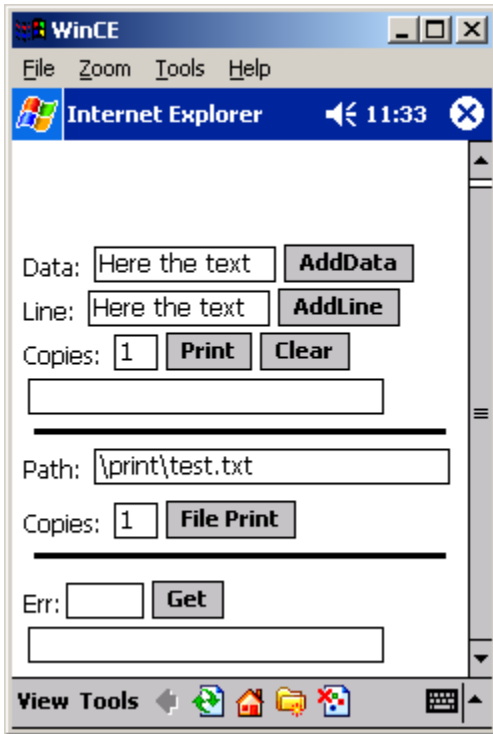 WinCE
File Zoom Tools Help
Internet Explorer 11:33
Data: Here the text AddData
Line: Here the text AddLine
Copies: 1 Print Clear
Path: \print\test.txt
Copies: 1 File Print
Err: Get
View Tools